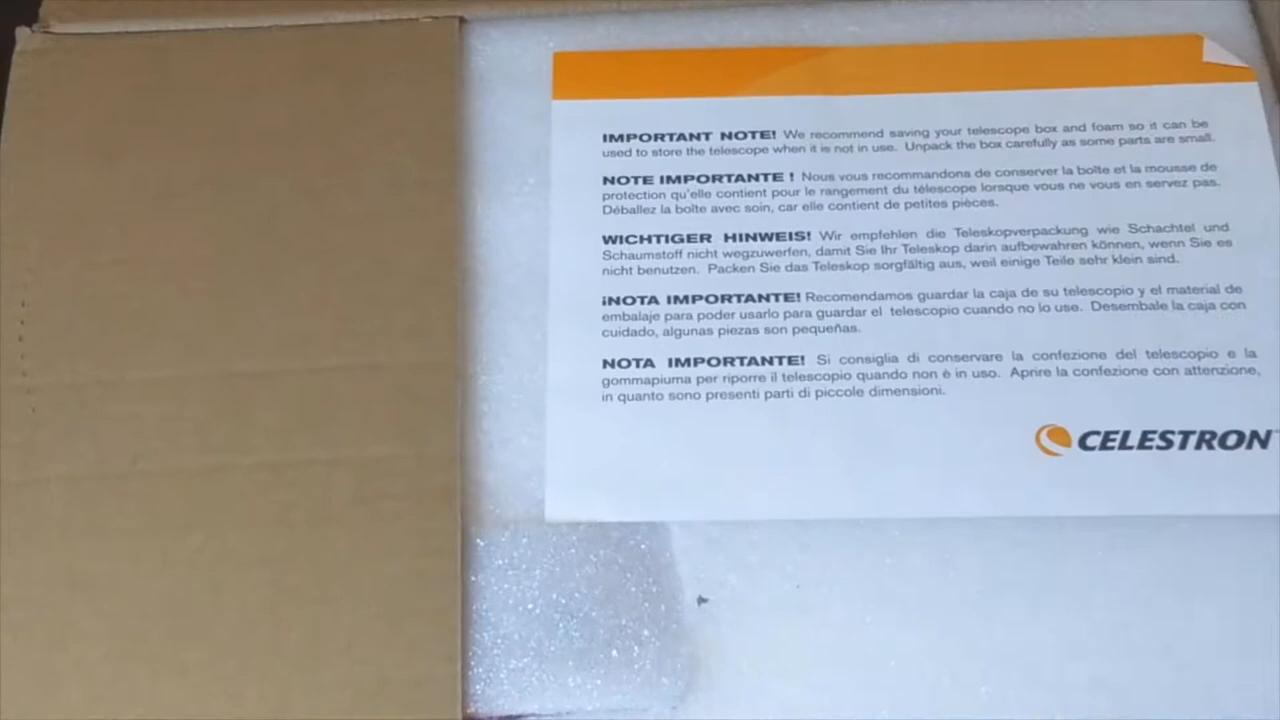 IMPORTANT NOTE! We recommend saving your telescope box and foam so it can be
used to store the telescope when it is not in use. Unpack the box carefully as some parts are small.
NOTE IMPORTANTE ! Nous vous recommandons de conserver la boîte et la mousse de
protection qu'elle contient pour le rangement du télescope lorsque vous ne vous en servez pas.
Déballez la boîte avec soin, car elle contient de petites pièces.
WICHTIGER HINWEIS! Wir empfehlen die Teleskopverpackung wie Schachtel und
Schaumstoff nicht wegzuwerfen, damit Sie Ihr Teleskop darin aufbewahren können, wenn Sie es
nicht benutzen. Packen Sie das Teleskop sorgfältig aus, weil einige Teile sehr klein sind.
¡NOTA IMPORTANTE! Recomendamos guardar la caja de su telescopio y el material de
embalaje para poder usarlo para guardar el telescopio cuando no lo use. Desembale la caja con
cuidado, algunas piezas son pequeñas.
NOTA IMPORTANTE! Si consiglia di conservare la confezione del telescopio e la
gommapiuma per riporre il telescopio quando non è in uso. Aprire la confezione con attenzione,
in quanto sono presenti parti di piccole dimensioni.
CELESTRON